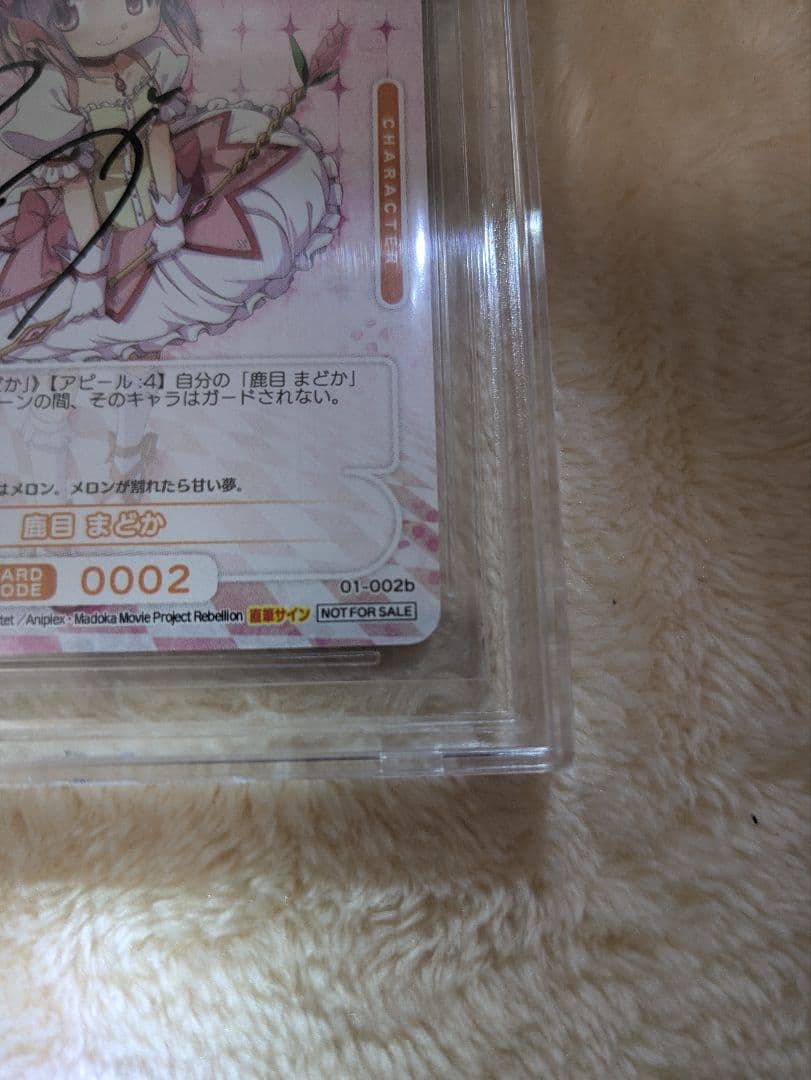 CHARACTER
か」》【アピール:4】自分の「鹿目 まどか」
ーンの間、そのキャラはガードされない。
はメロン。メロンが割れたら甘い夢。
鹿目 まどか
ARD
ODE
0002
01-002b
tet／Aniplex・Madoka Movie Project Rebellion 直筆サイン NOT FOR SALE